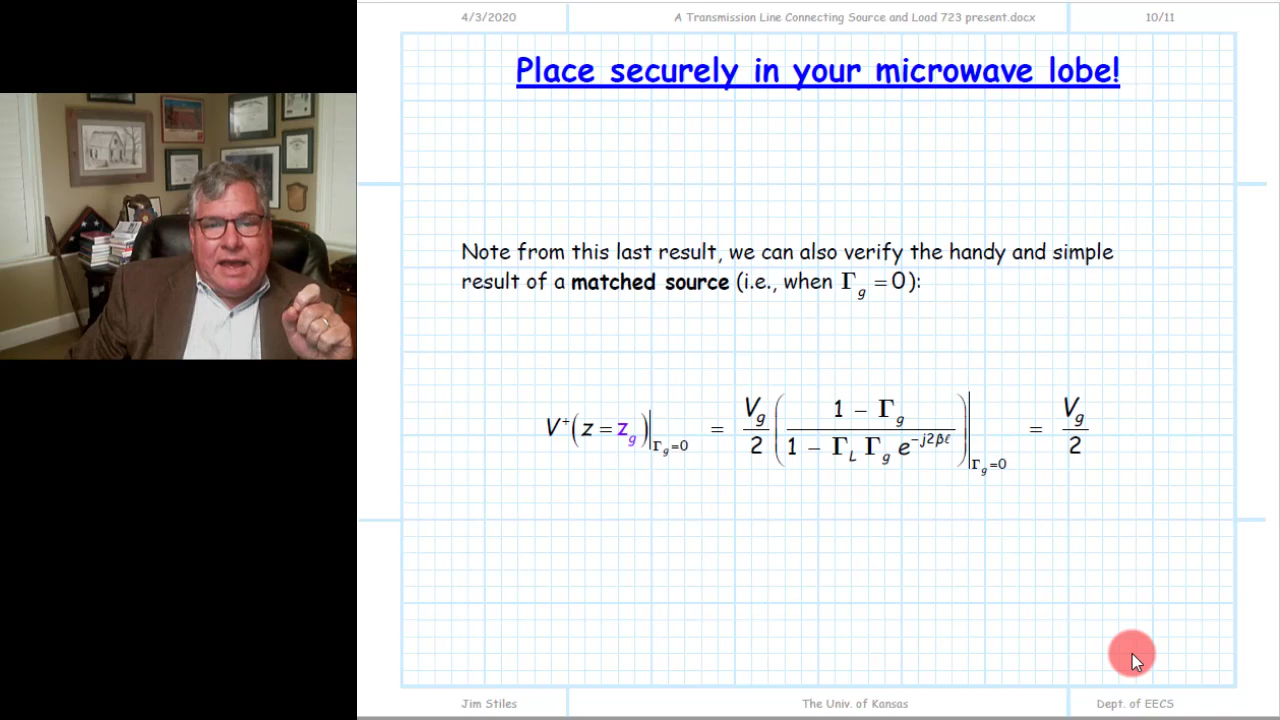 4/3/2020 A Transmission Line Connecting Source and Load 723 present.docx 10/11
Place securely in your microwave lobe!
Note from this last result, we can also verify the handy and simple
result of a matched source (i.e., when Γg = 0):
V⁺(z = zg)|Γg=0 = Vg/2 ( (1 − Γg) / (1 − ΓL Γg e^−j2βℓ) )|Γg=0 = Vg/2
Jim Stiles The Univ. of Kansas Dept. of EECS